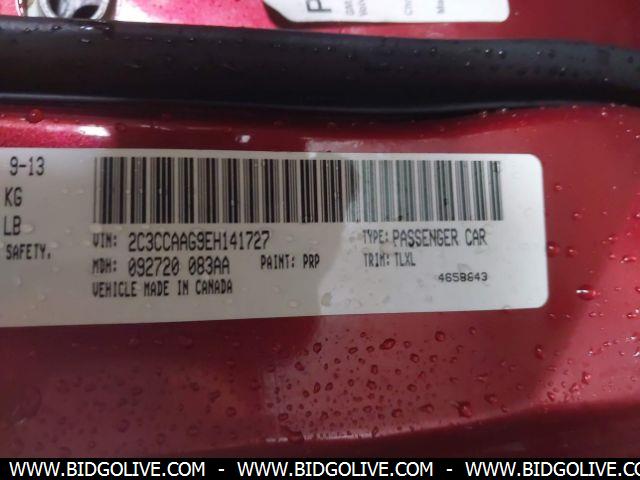 9-13
KG
LB
SAFETY.
VIN: 2C3CCAAG9EH141727
TYPE: PASSENGER CAR
MDH: 092720 083AA
PAINT: PRP
TRIM: TLXL
VEHICLE MADE IN CANADA
4658643
WWW.BIDGOLIVE.COM - WWW.BIDGOLIVE.COM - WWW.BIDGOLIVE.COM